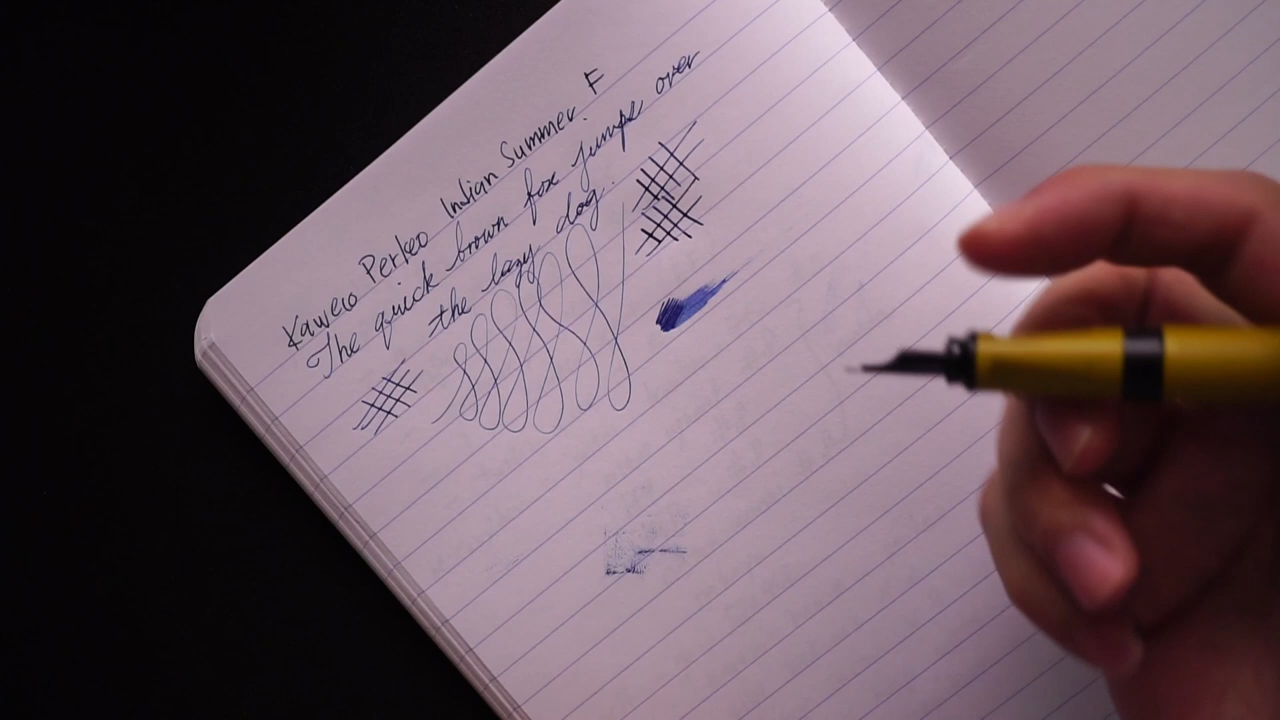 Kaweco Perkeo Indian Summer F
The quick brown fox jumps over
the lazy dog.